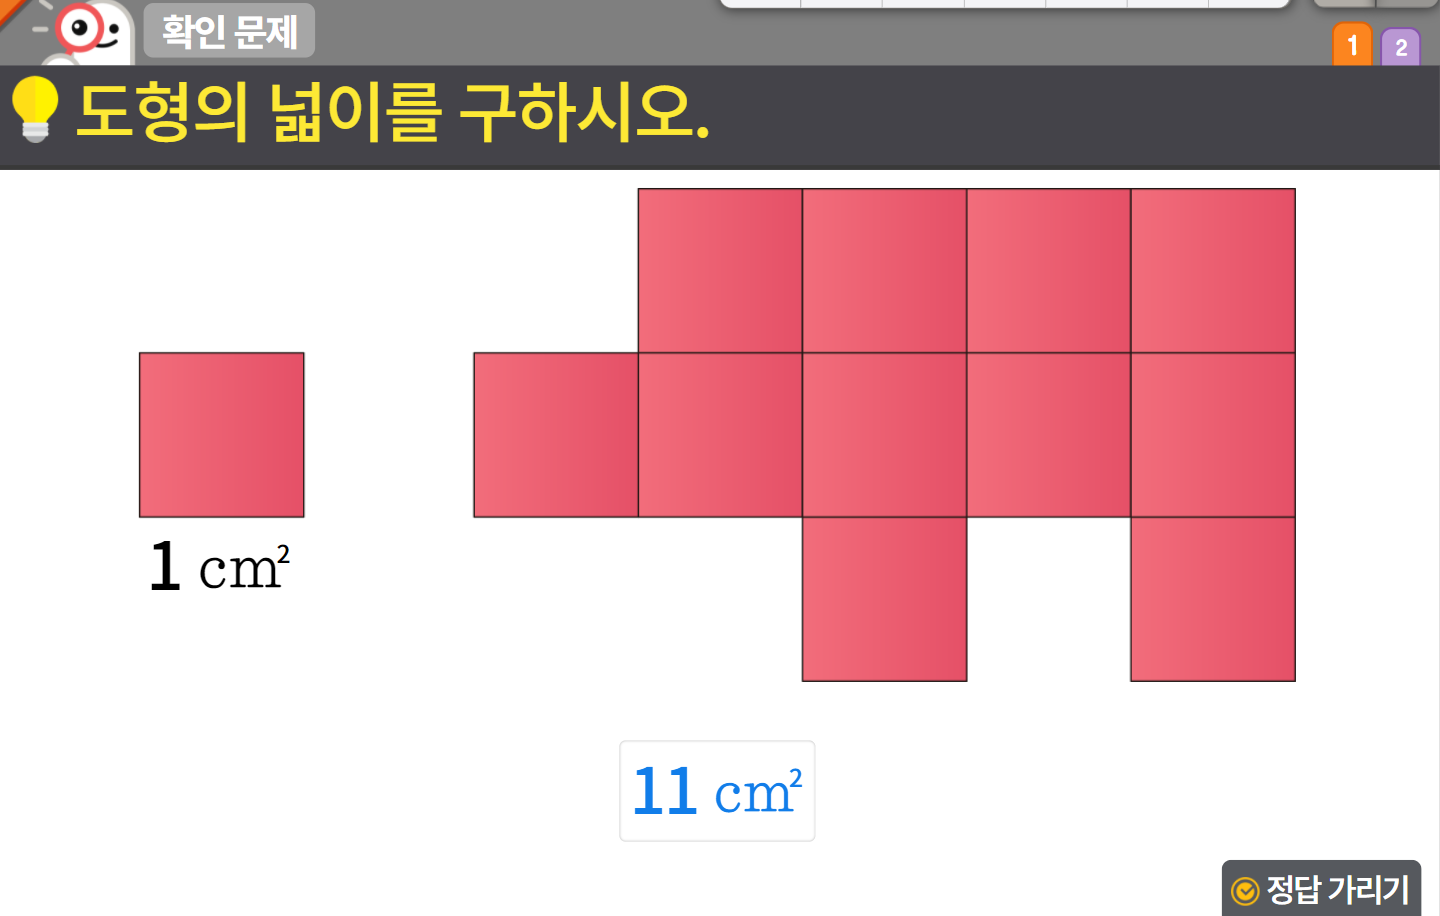 확인 문제
1 2
도형의 넓이를 구하시오.
1 cm²
11 cm²
정답 가리기